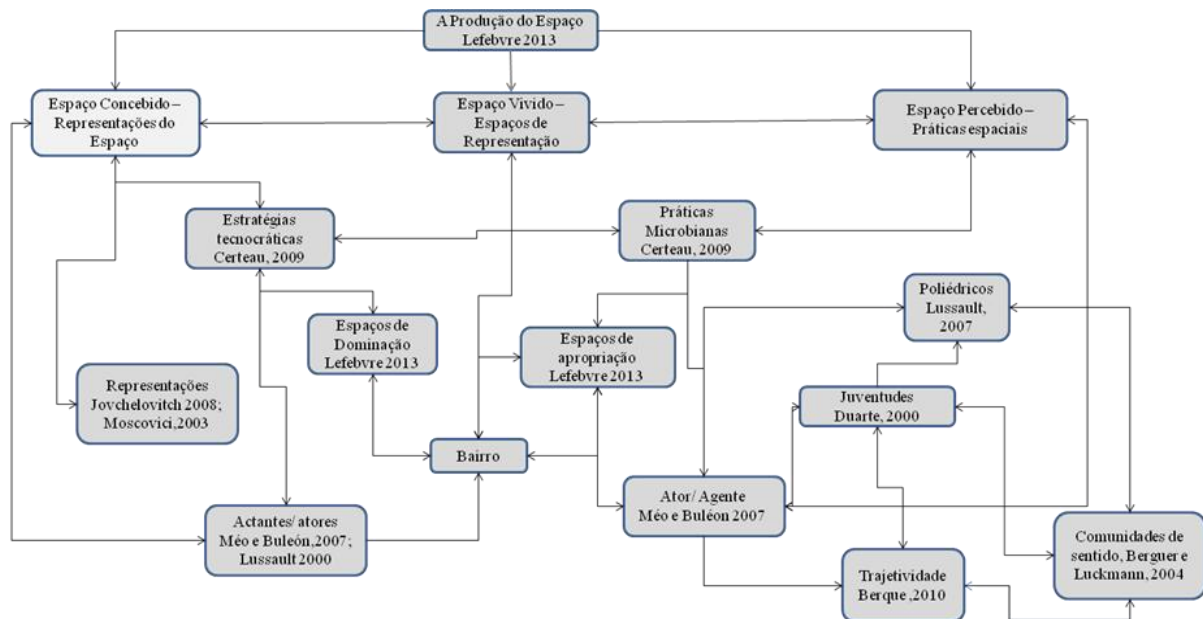 A Produção do Espaço
Lefebvre 2013
Espaço Concebido –
Representações do
Espaço
Espaço Vivido –
Espaços de
Representação
Espaço Percebido –
Práticas espaciais
Estratégias
tecnocráticas
Certeau, 2009
Práticas
Microbianas
Certeau, 2009
Poliédricos
Lussault,
2007
Espaços de
Dominação
Lefebvre 2013
Espaços de
apropriação
Lefebvre 2013
Representações
Jovchelovitch 2008;
Moscovici,2003
Juventudes
Duarte, 2000
Bairro
Ator/ Agente
Méo e Buléon 2007
Actantes/ atores
Méo e Buleón,2007;
Lussault 2000
Trajetividade
Berque ,2010
Comunidades de
sentido, Berguer e
Luckmann, 2004